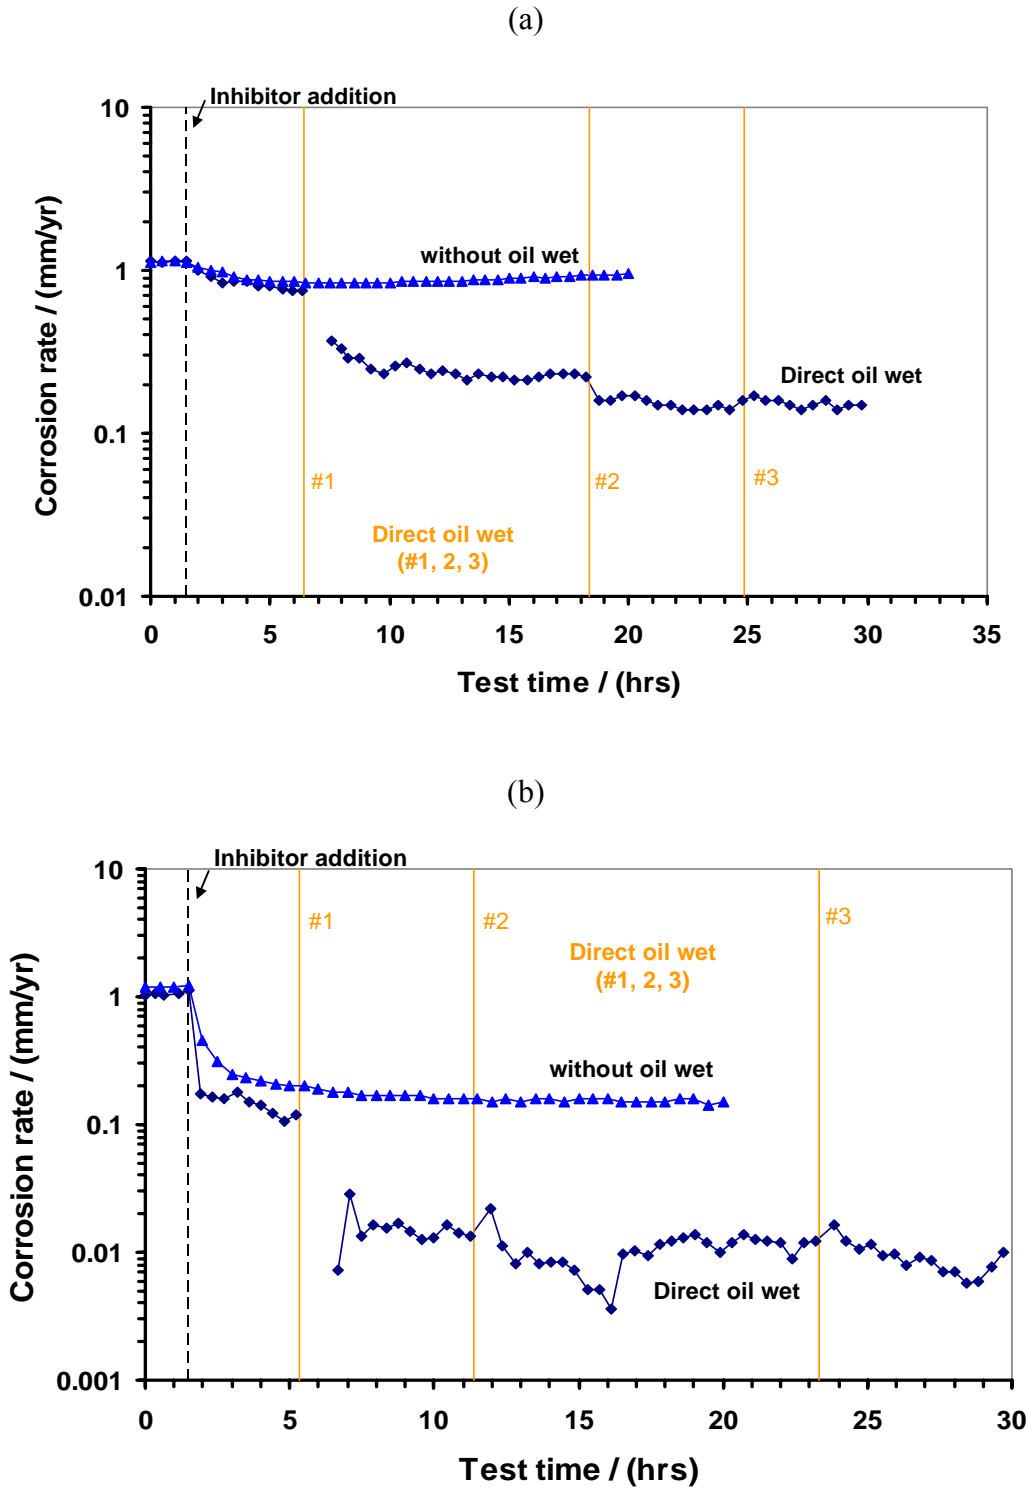 (a)
Inhibitor addition
10
1
0.1
0.01
Corrosion rate / (mm/yr)
without oil wet
Direct oil wet
#1
#2
#3
Direct oil wet
(#1, 2, 3)
0 5 10 15 20 25 30 35
Test time / (hrs)
(b)
Inhibitor addition
10
1
0.1
0.01
0.001
Corrosion rate / (mm/yr)
#1
#2
#3
Direct oil wet
(#1, 2, 3)
without oil wet
Direct oil wet
0 5 10 15 20 25 30
Test time / (hrs)